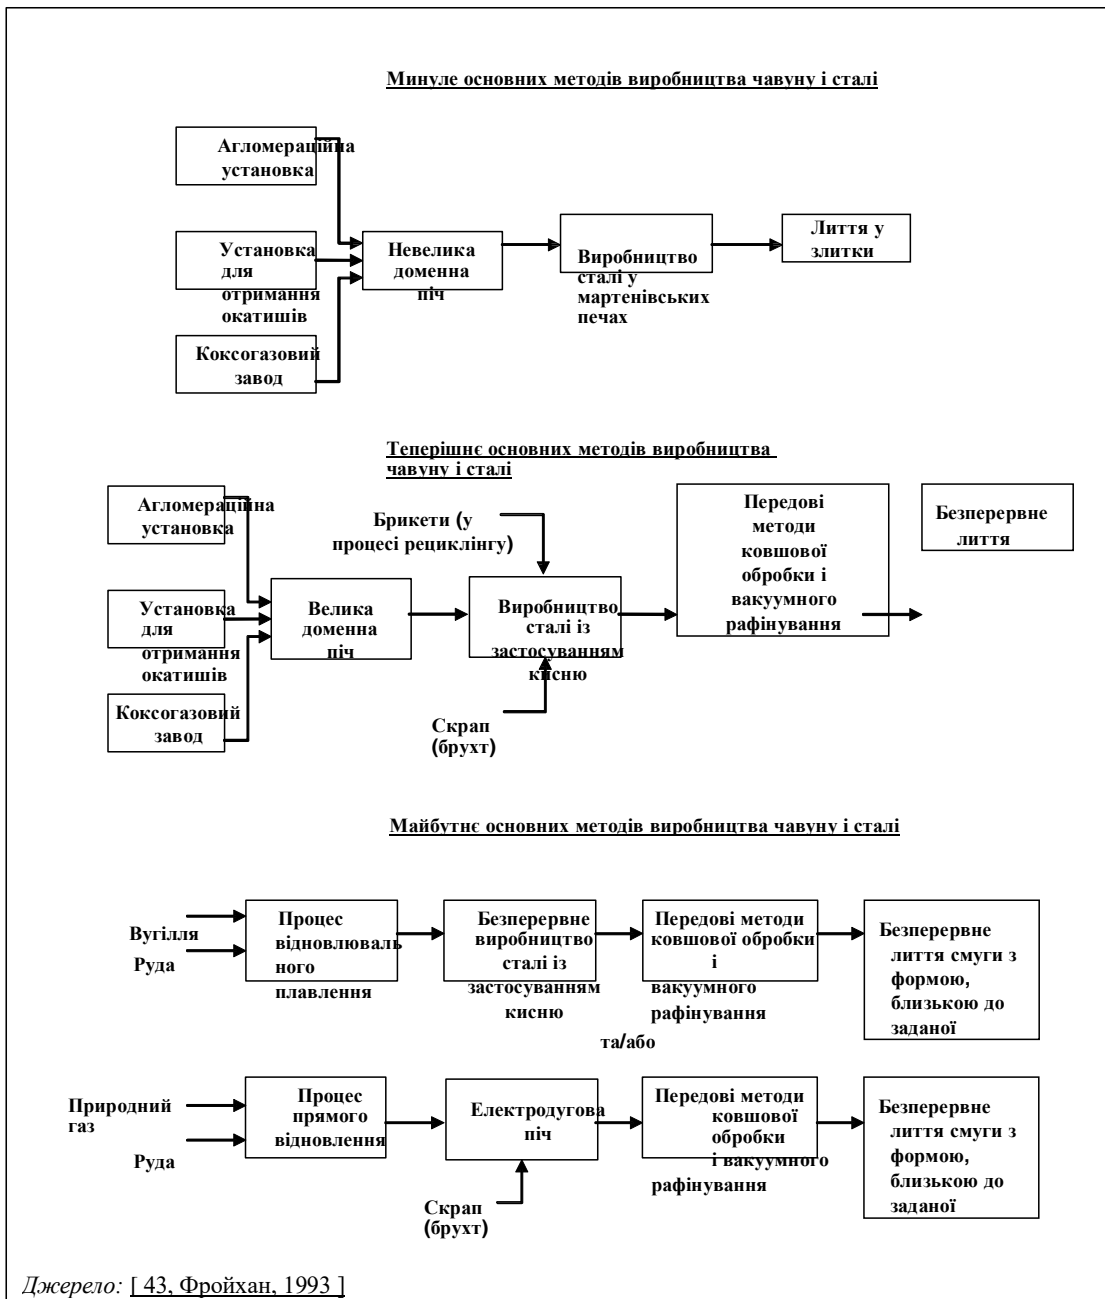 Минуле основних методів виробництва чавуну і сталі
Агломераційна
установка
Установка
для
отримання
окатишів
Коксогазовий
завод
Невелика
доменна
піч
Виробництво
сталі у
мартенівських
печах
Лиття у
злитки
Теперішнє основних методів виробництва
чавуну і сталі
Агломераційна
установка
Установка
для
отримання
окатишів
Коксогазовий
завод
Велика
доменна
піч
Брикети (у
процесі рециклінгу)
Виробництво
сталі із
застосуванням
кисню
Скрап
(брухт)
Передові
методи
ковшової
обробки і
вакуумного
рафінування
Безперервне
лиття
Майбутнє основних методів виробництва чавуну і сталі
Вугілля
Руда
Процес
відновлюваль
ного
плавлення
Безперервне
виробництво
сталі із
застосуванням
кисню
Передові методи
ковшової обробки
і
вакуумного
рафінування
Безперервне
лиття смуги з
формою,
близькою до
заданої
та/або
Природний
газ
Руда
Процес
прямого
відновлення
Електродугова
піч
Скрап
(брухт)
Передові методи
ковшової
обробки
і вакуумного
рафінування
Безперервне
лиття смуги з
формою,
близькою до
заданої
Джерело: [ 43, Фройхан, 1993 ]